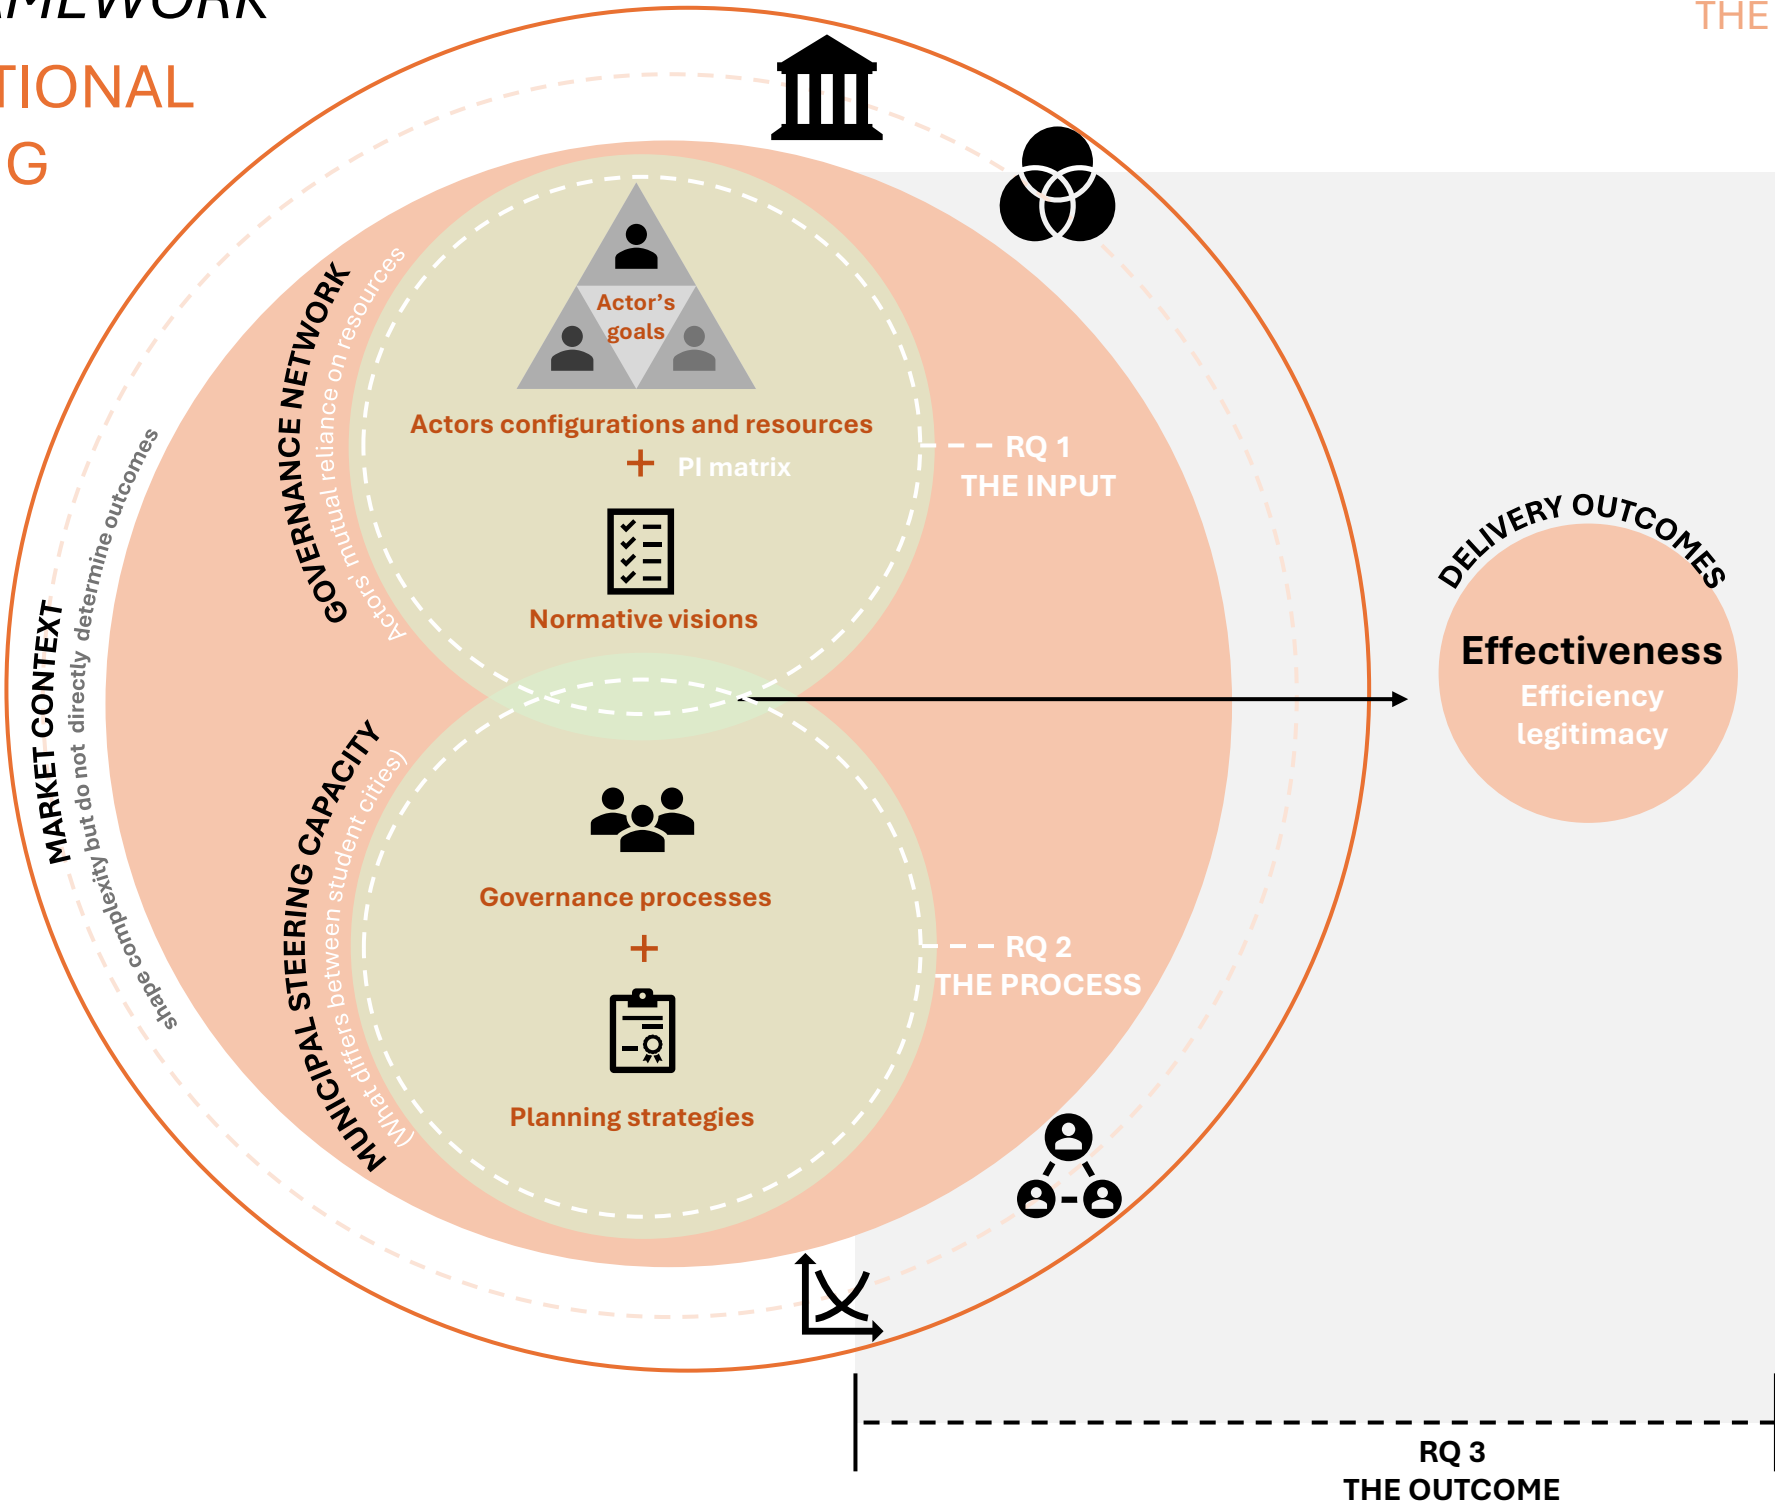 AMEWORK
TIONAL
G
THE
GOVERNANCE NETWORK
Actors' mutual reliance on resources
Actor's
goals
Actors configurations and resources
+ PI matrix
Normative visions
RQ 1
THE INPUT
MARKET CONTEXT
shape complexity but do not directly determine outcomes
MUNICIPAL STEERING CAPACITY
(What differs between student cities)
Governance processes
+
Planning strategies
RQ 2
THE PROCESS
DELIVERY OUTCOMES
Effectiveness
Efficiency
legitimacy
RQ 3
THE OUTCOME